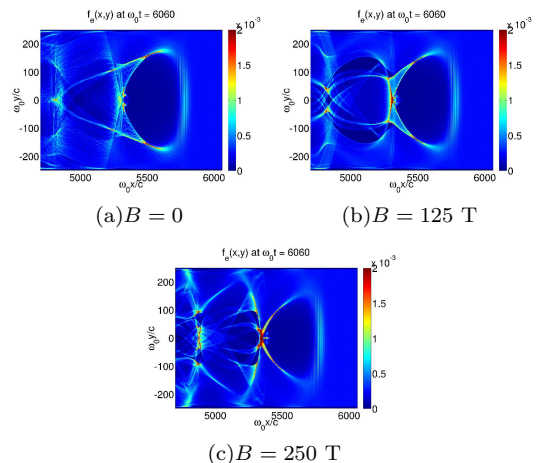 f_e(x,y) at ω_0t = 6060
x 10^-3
200
100
0
-100
-200
ω_0y/c
5000 5500 6000
ω_0x/c
2
1.5
1
0.5
0
(a)B = 0
f_e(x,y) at ω_0t = 6060
x 10^-3
200
100
0
-100
-200
ω_0y/c
5000 5500 6000
ω_0x/c
2
1.5
1
0.5
0
(b)B = 125 T
f_e(x,y) at ω_0t = 6060
x 10^-3
200
100
0
-100
-200
ω_0y/c
5000 5500 6000
ω_0x/c
2
1.5
1
0.5
0
(c)B = 250 T